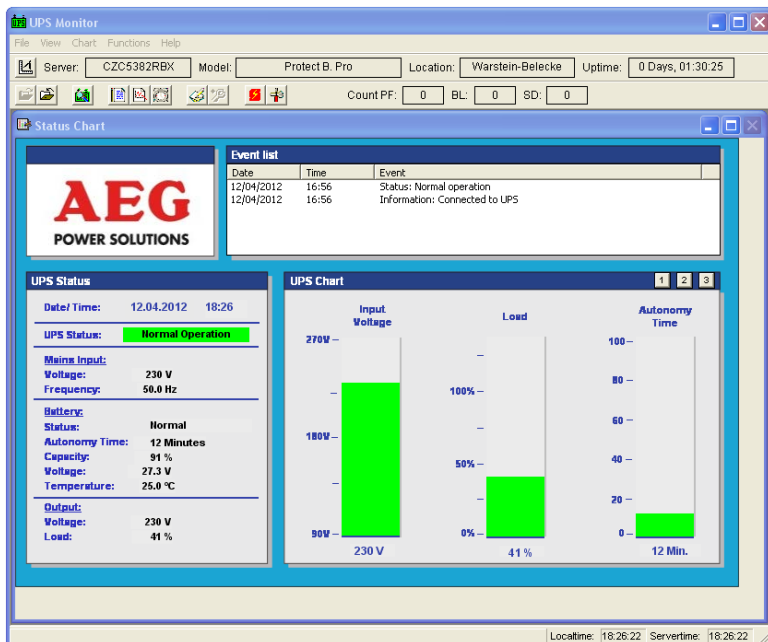 UPS Monitor
File View Chart Functions Help
Server: CZC5382RBX Model: Protect B. Pro Location: Warstein-Belecke Uptime: 0 Days, 01:30:25
Count PF: 0 BL: 0 SD: 0
Status Chart
AEG
POWER SOLUTIONS
Event list
Date Time Event
12/04/2012 16:56 Status: Normal operation
12/04/2012 16:56 Information: Connected to UPS
UPS Status
Date/ Time: 12.04.2012 18:26
UPS Status: Normal Operation
Mains Input:
Voltage: 230 V
Frequency: 50.0 Hz
Battery:
Status: Normal
Autonomy Time: 12 Minutes
Capacity: 91 %
Voltage: 27.3 V
Temperature: 25.0 °C
Output:
Voltage: 230 V
Load: 41 %
UPS Chart 1 2 3
Input
Voltage
270V
180V
90V
230 V
Load
100%
50%
0%
41 %
Autonomy
Time
100
80
60
40
20
0
12 Min.
Localtime: 18:26:22 Servertime: 18:26:22